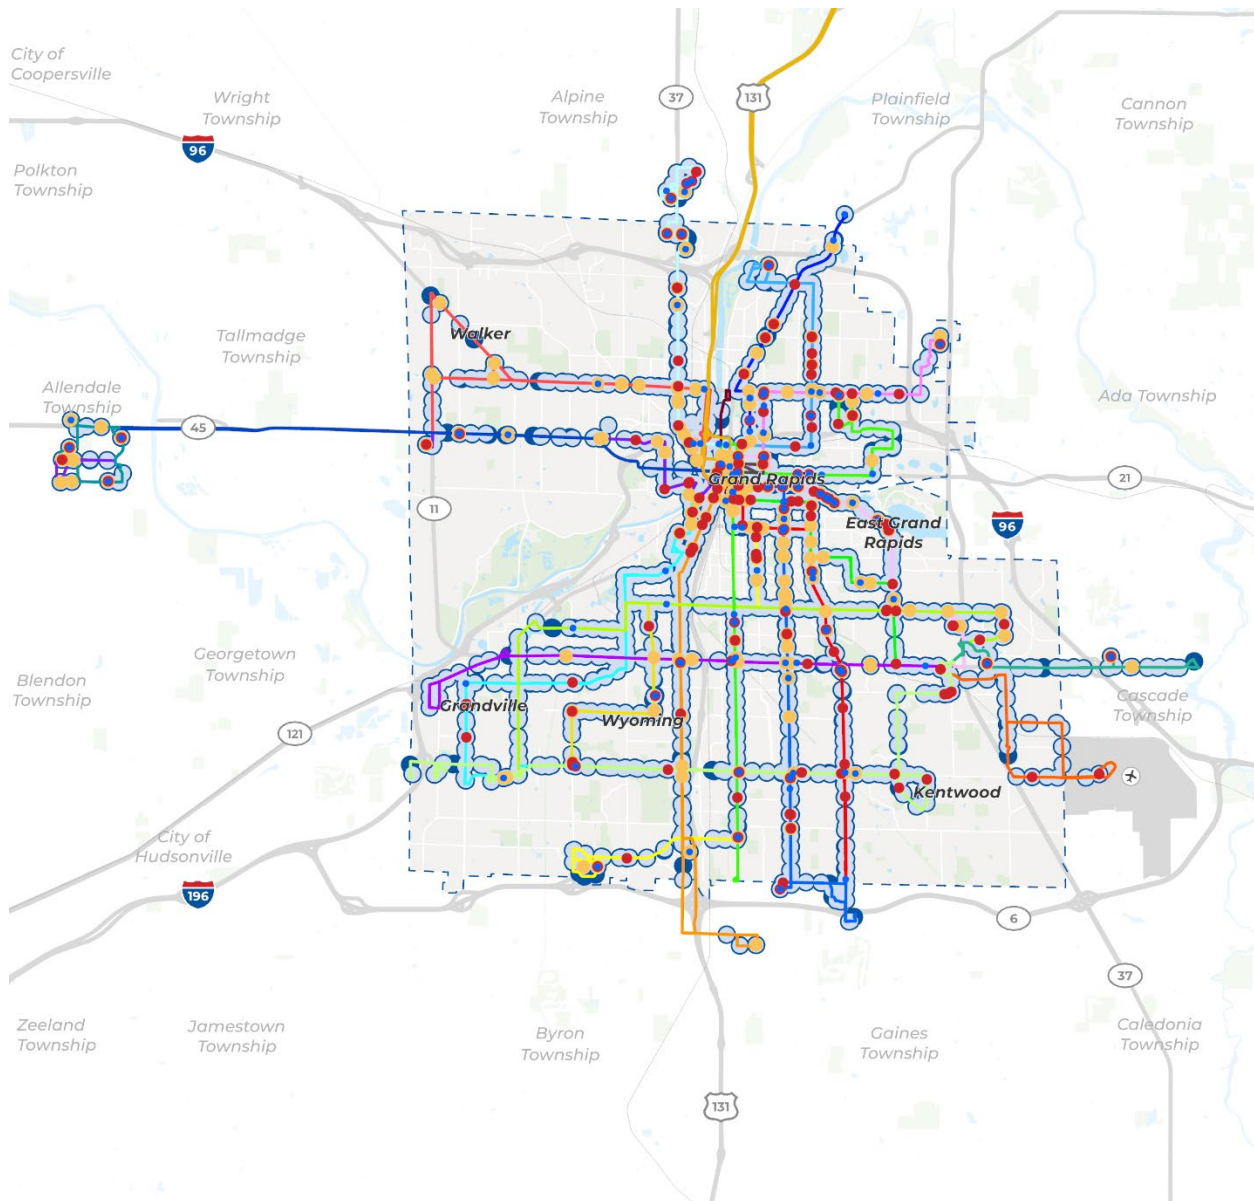 City of
Coopersville
Wright
Township
Alpine
Township
37
131
Plainfield
Township
Cannon
Township
96
Polkton
Township
Tallmadge
Township
Walker
Allendale
Township
45
Ada Township
Grand Rapids
21
11
East Grand
Rapids
96
Georgetown
Township
Blendon
Township
Grandville
Wyoming
Cascade
Township
121
Kentwood
City of
Hudsonville
196
6
37
Zeeland
Township
Jamestown
Township
Byron
Township
Gaines
Township
Caledonia
Township
131